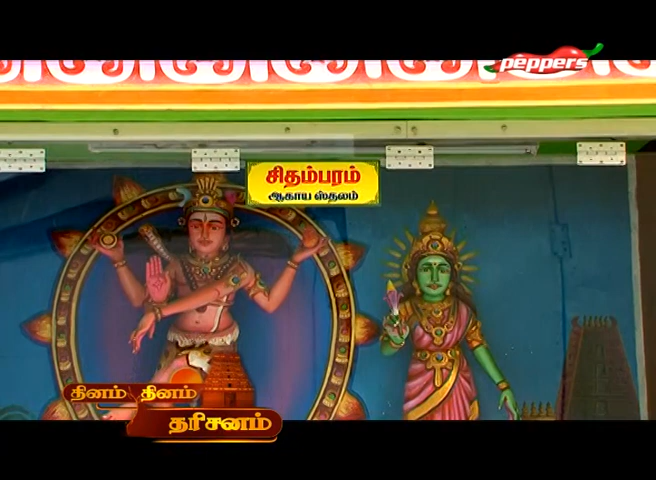 peppers
சிதம்பரம்
ஆகாய ஸ்தலம்
தினம் தினம்
தரிசனம்